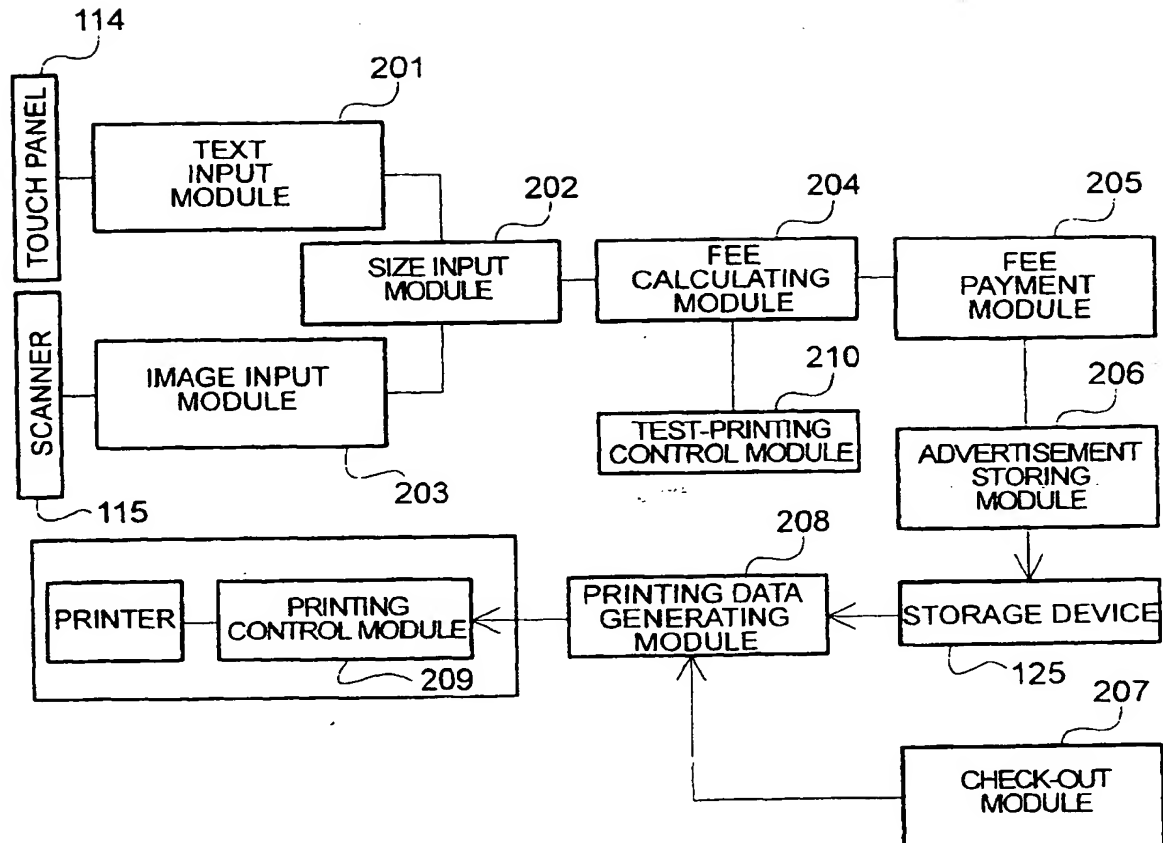 114
TOUCH PANEL
201
TEXT
INPUT
MODULE
202
SIZE INPUT
MODULE
204
FEE
CALCULATING
MODULE
205
FEE
PAYMENT
MODULE
SCANNER
115
IMAGE INPUT
MODULE
203
210
TEST-PRINTING
CONTROL MODULE
206
ADVERTISEMENT
STORING
MODULE
PRINTER
PRINTING
CONTROL MODULE
209
208
PRINTING DATA
GENERATING
MODULE
STORAGE DEVICE
125
207
CHECK-OUT
MODULE